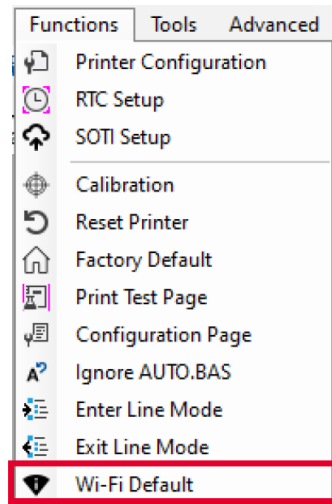 Functions Tools Advanced
Printer Configuration
RTC Setup
SOTI Setup
Calibration
Reset Printer
Factory Default
Print Test Page
Configuration Page
Ignore AUTO.BAS
Enter Line Mode
Exit Line Mode
Wi-Fi Default